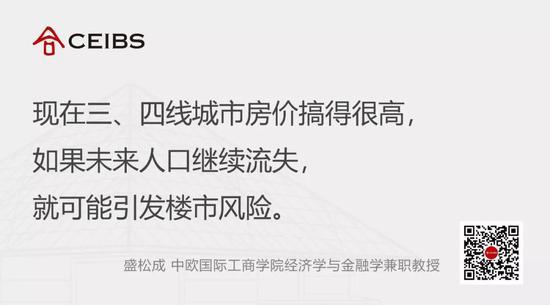 CEIBS
现在三、四线城市房价搞得很高，
如果未来人口继续流失，
就可能引发楼市风险。
盛松成 中欧国际工商学院经济学与金融学兼职教授